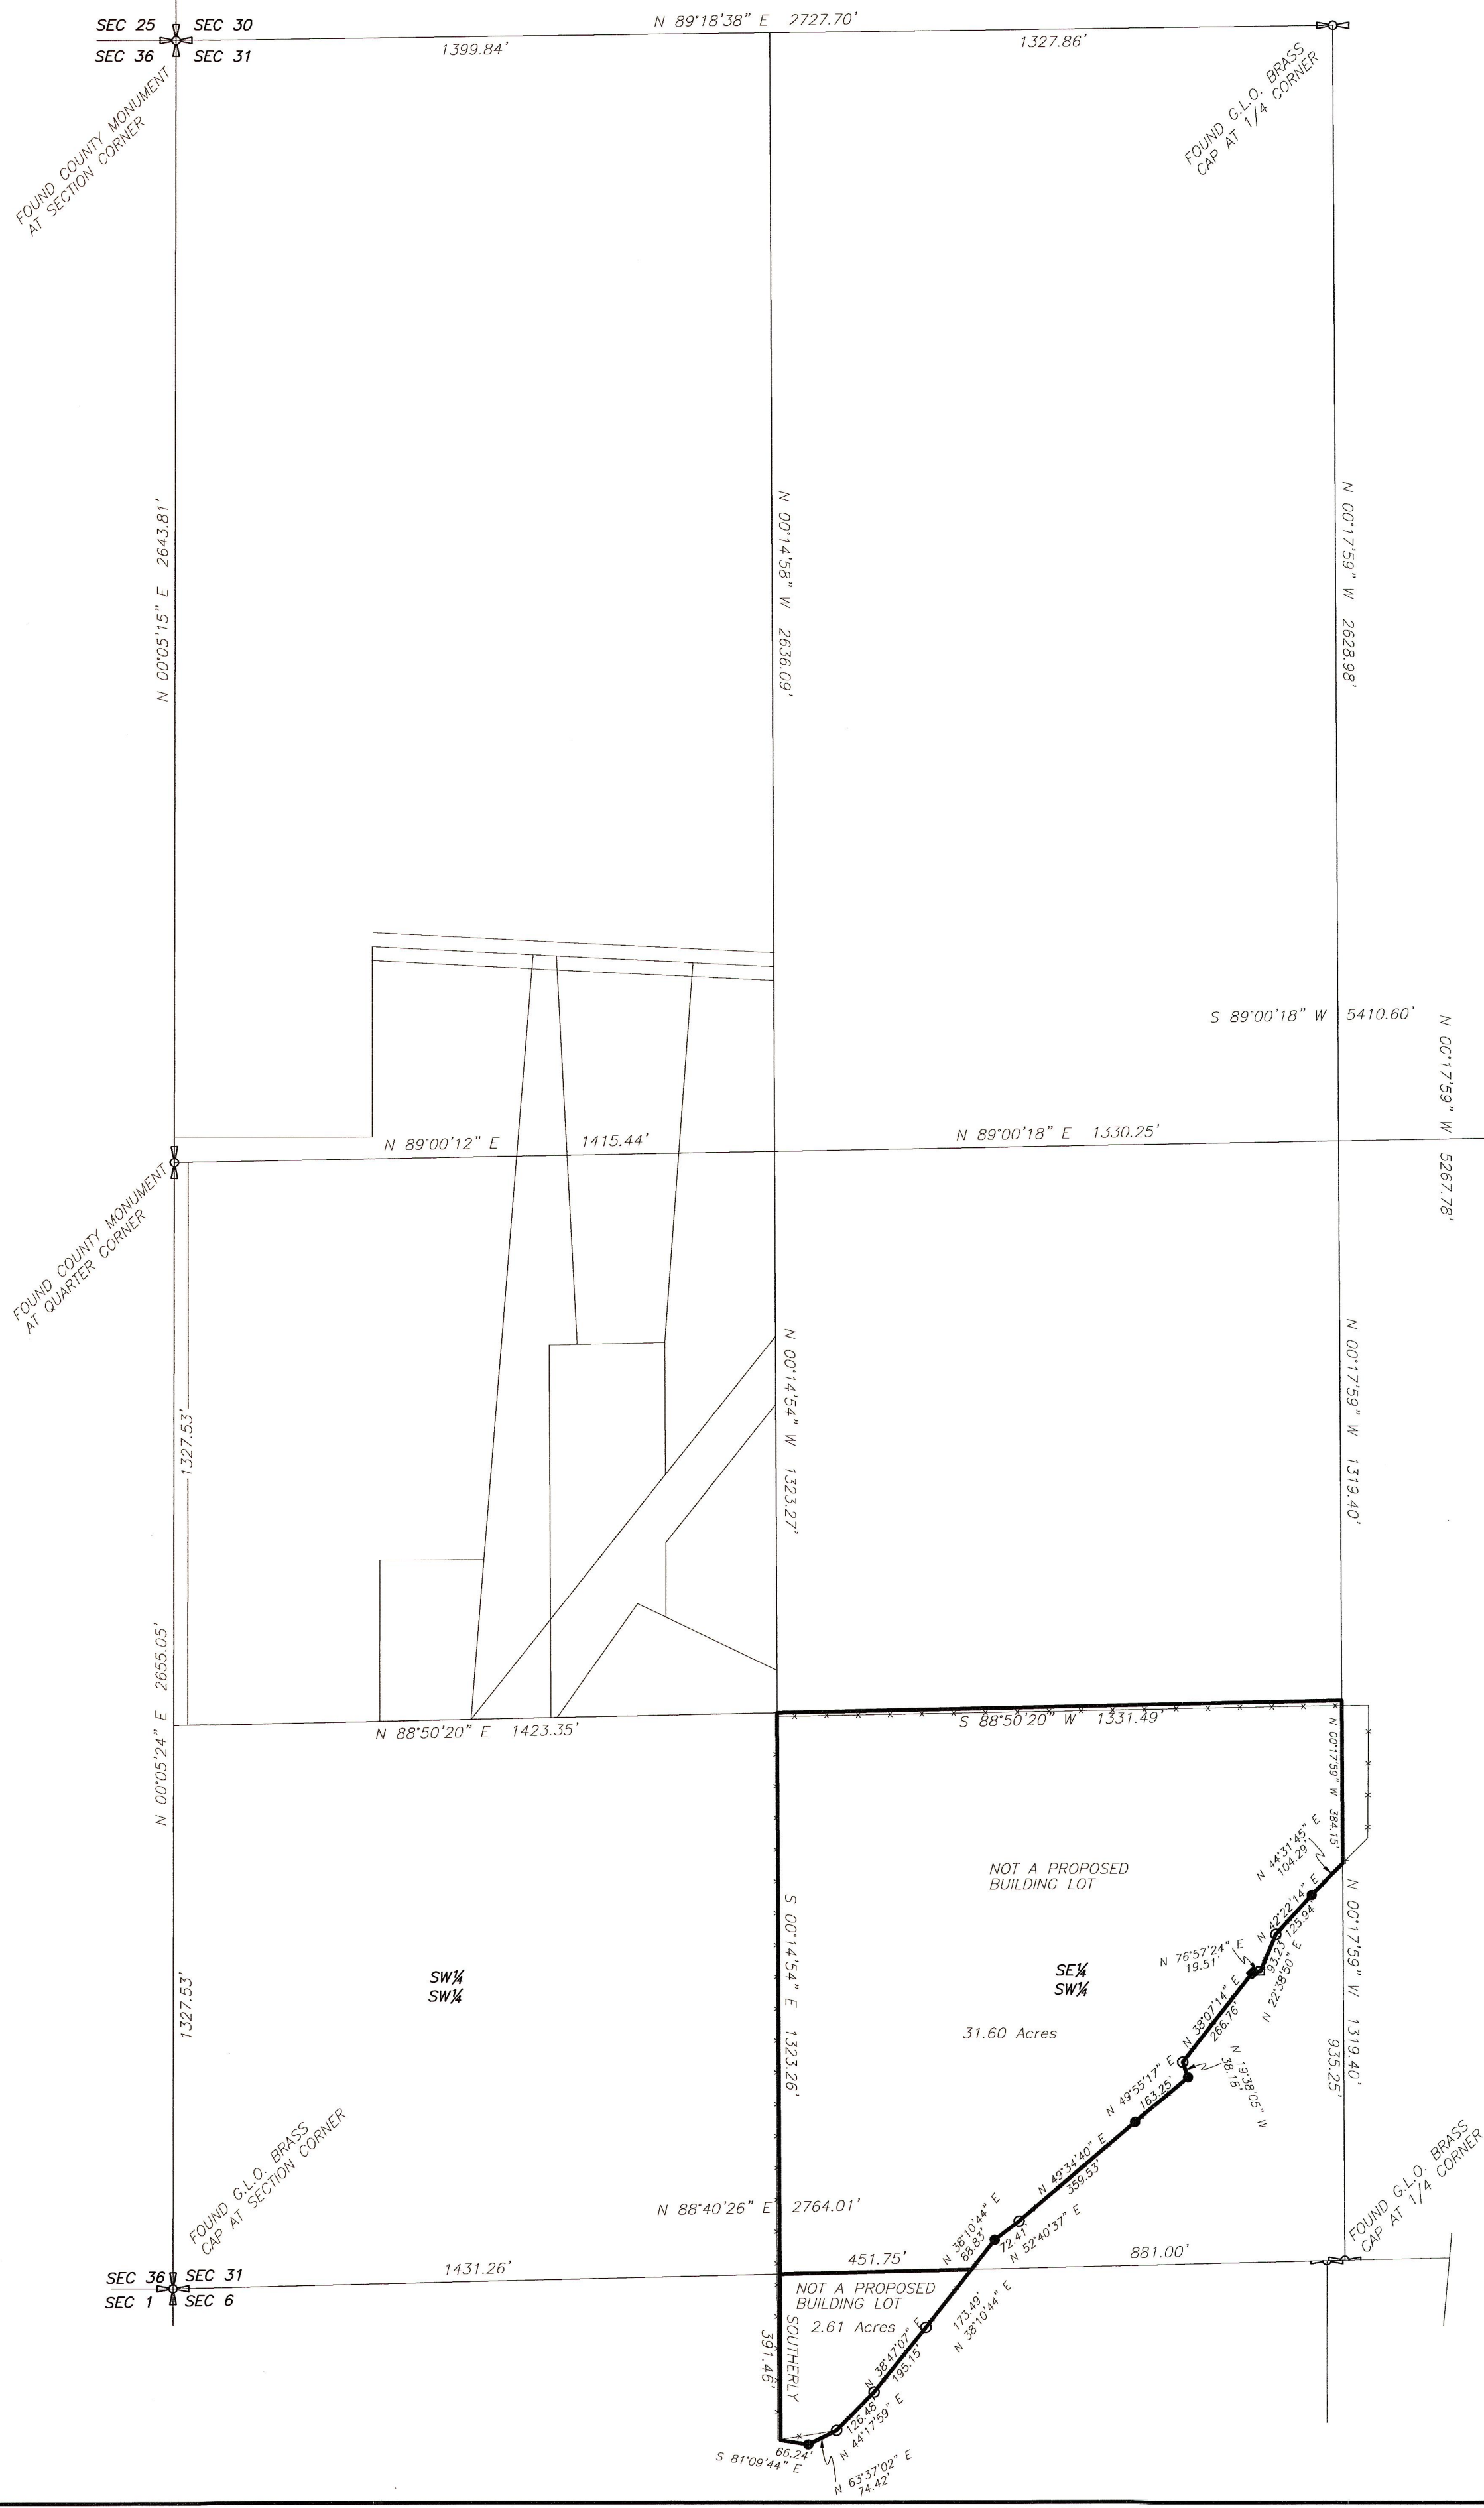 SEC 25 SEC 30
SEC 36 SEC 31
N 89°18'38" E 2727.70'
1399.84'
1327.86'
FOUND COUNTY MONUMENT
AT SECTION CORNER
FOUND G.L.O. BRASS
CAP AT 1/4 CORNER
N 00°05'15" E 2643.81'
N 00°14'58" W 2636.09'
N 00°17'59" W 2628.98'
S 89°00'18" W 5410.60'
N 00°17'59" W 5267.78'
N 89°00'12" E 1415.44'
N 89°00'18" E 1330.25'
FOUND COUNTY MONUMENT
AT QUARTER CORNER
1327.53'
N 00°14'54" W 1323.27'
N 00°17'59" W 1319.40'
N 00°05'24" E 2655.05'
N 88°50'20" E 1423.35'
S 88°50'20" W 1331.49'
N 00°17'59" W 384.15'
NOT A PROPOSED
BUILDING LOT
N 44°31'45" E
104.29'
N 42°22'14" E
125.94'
N 76°57'24" E
19.51'
93.23'
N 22°38'50" E
N 00°17'59" W 1319.40'
935.25'
S 00°14'54" E 1323.26'
SW¼
SW¼
SE¼
SW¼
1327.53'
31.60 Acres
N 38°07'14" E
266.76'
N 19°38'05" W
38.18'
N 49°55'17" E
163.25'
N 49°34'40" E
359.53'
FOUND G.L.O. BRASS
CAP AT SECTION CORNER
FOUND G.L.O. BRASS
CAP AT 1/4 CORNER
N 88°40'26" E 2764.01'
N 38°10'44" E
88.83'
72.41'
N 52°40'37" E
1431.26'
451.75'
881.00'
SEC 36 SEC 31
SEC 1 SEC 6
NOT A PROPOSED
BUILDING LOT
2.61 Acres
173.49'
N 38°10'44" E
SOUTHERLY
391.46'
N 38°47'07" E
195.15'
126.48'
N 44°17'59" E
66.24'
S 81°09'44" E
N 63°37'02" E
74.42'